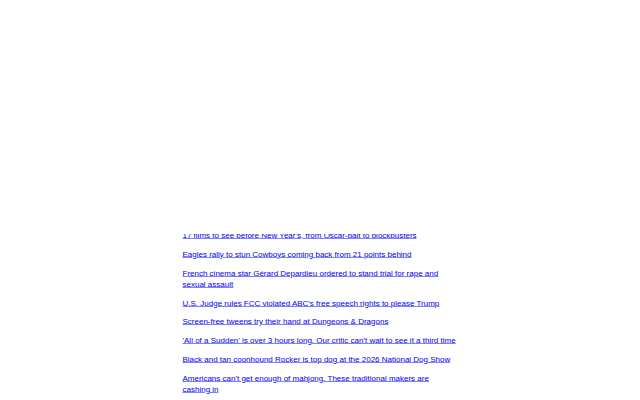 17 films to see before New Year's, from Oscar-bait to blockbusters
Eagles rally to stun Cowboys coming back from 21 points behind
French cinema star Gérard Depardieu ordered to stand trial for rape and
sexual assault
U.S. Judge rules FCC violated ABC's free speech rights to please Trump
Screen-free tweens try their hand at Dungeons & Dragons
'All of a Sudden' is over 3 hours long. Our critic can't wait to see it a third time
Black and tan coonhound Rocker is top dog at the 2026 National Dog Show
Americans can't get enough of mahjong. These traditional makers are
cashing in